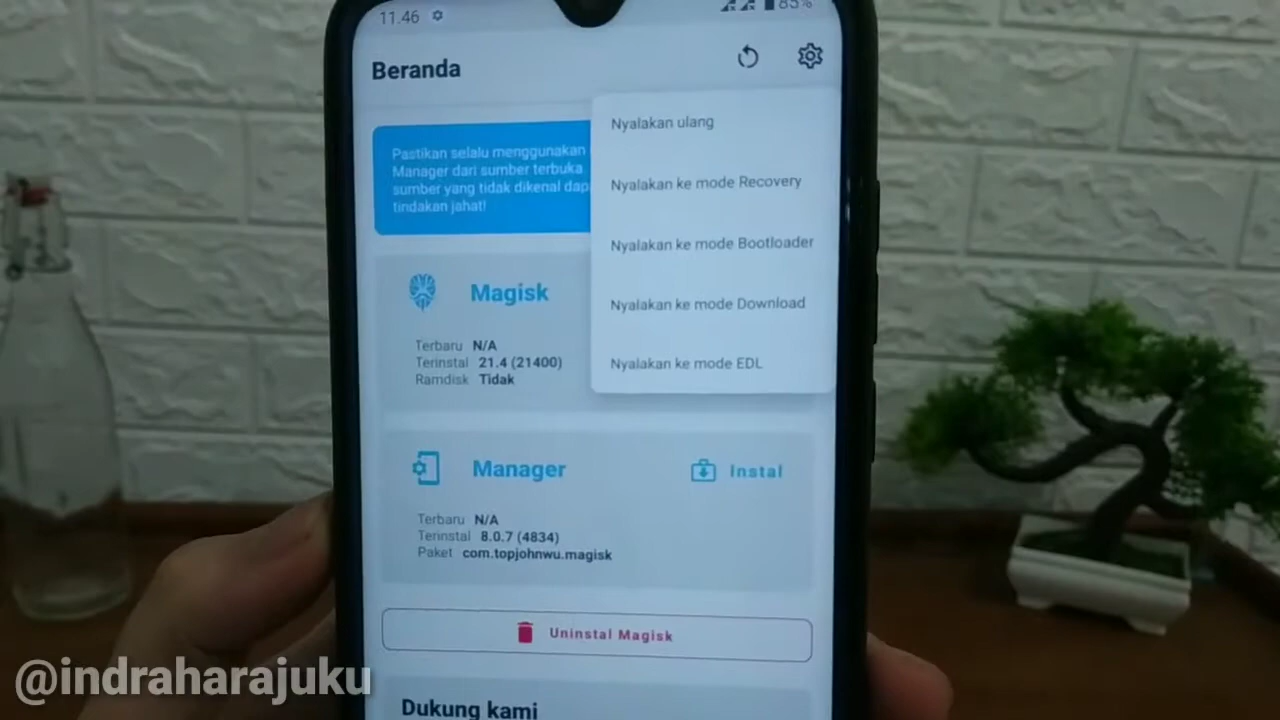 11.46
83%
Beranda
Nyalakan ulang
Nyalakan ke mode Recovery
Nyalakan ke mode Bootloader
Nyalakan ke mode Download
Nyalakan ke mode EDL
Pastikan selalu menggunakan
Manager dari sumber terbuka
sumber yang tidak dikenal dap
tindakan jahat!
Magisk
Terbaru N/A
Terinstal 21.4 (21400)
Ramdisk Tidak
Manager
Instal
Terbaru N/A
Terinstal 8.0.7 (4834)
Paket com.topjohnwu.magisk
Uninstal Magisk
Dukung kami
@indraharajuku